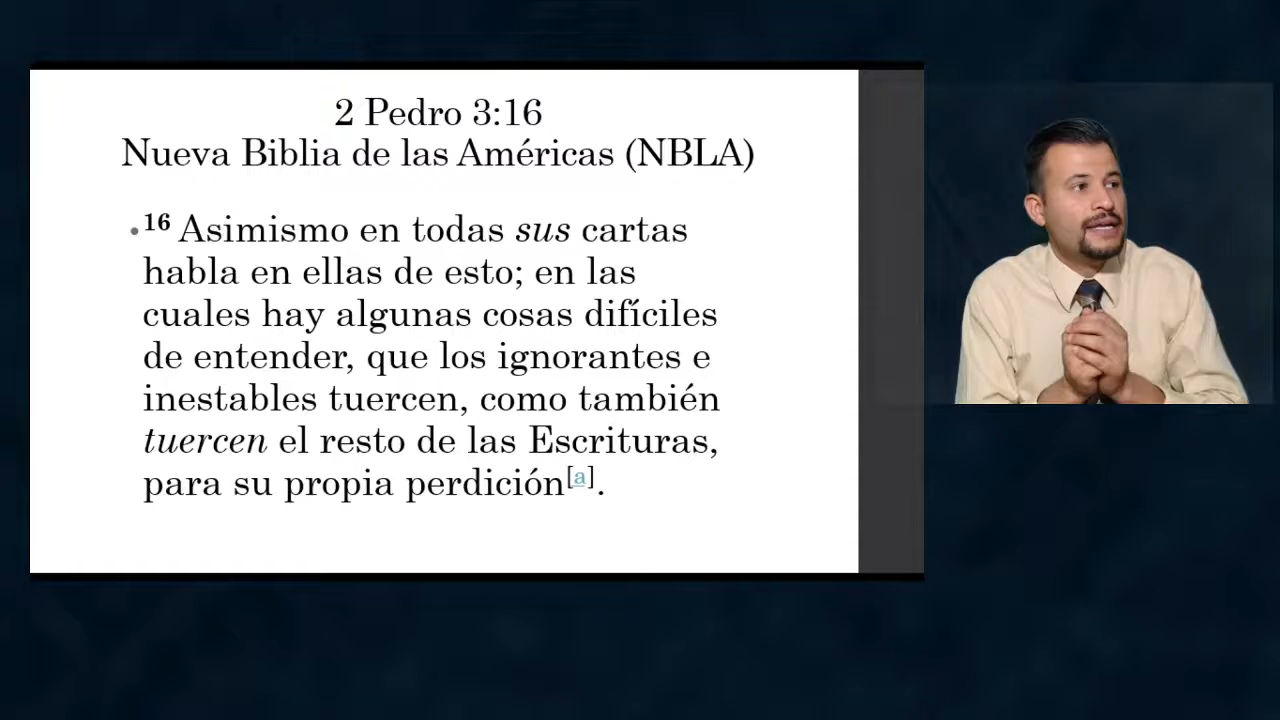 2 Pedro 3:16
Nueva Biblia de las Américas (NBLA)
•16 Asimismo en todas sus cartas
habla en ellas de esto; en las
cuales hay algunas cosas difíciles
de entender, que los ignorantes e
inestables tuercen, como también
tuercen el resto de las Escrituras,
para su propia perdición[a].